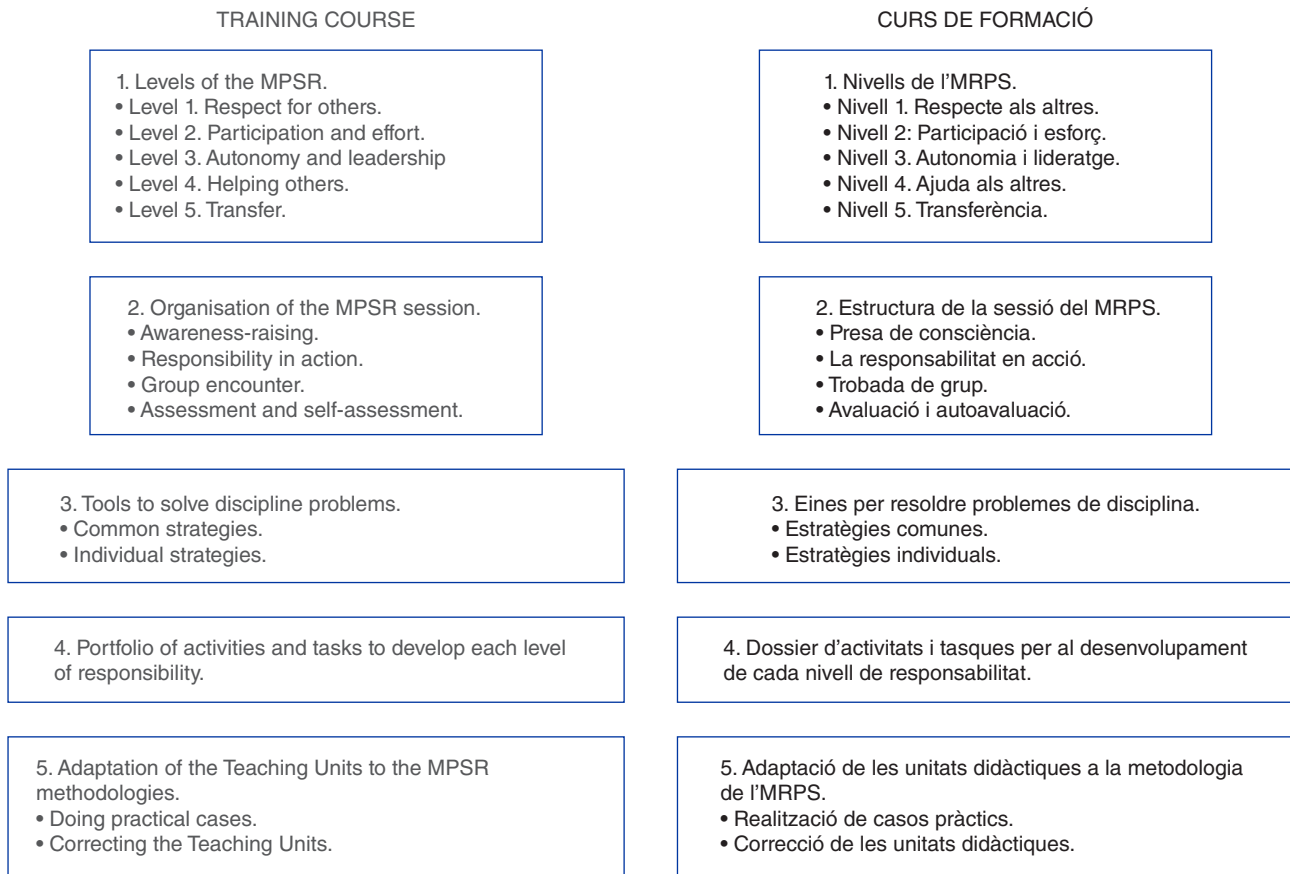 TRAINING COURSE
1. Levels of the MPSR.
• Level 1. Respect for others.
• Level 2. Participation and effort.
• Level 3. Autonomy and leadership
• Level 4. Helping others.
• Level 5. Transfer.
2. Organisation of the MPSR session.
• Awareness-raising.
• Responsibility in action.
• Group encounter.
• Assessment and self-assessment.
3. Tools to solve discipline problems.
• Common strategies.
• Individual strategies.
4. Portfolio of activities and tasks to develop each level
of responsibility.
5. Adaptation of the Teaching Units to the MPSR
methodologies.
• Doing practical cases.
• Correcting the Teaching Units.
CURS DE FORMACIÓ
1. Nivells de l’MRPS.
• Nivell 1. Respecte als altres.
• Nivell 2: Participació i esforç.
• Nivell 3. Autonomia i lideratge.
• Nivell 4. Ajuda als altres.
• Nivell 5. Transferència.
2. Estructura de la sessió del MRPS.
• Presa de consciència.
• La responsabilitat en acció.
• Trobada de grup.
• Avaluació i autoavaluació.
3. Eines per resoldre problemes de disciplina.
• Estratègies comunes.
• Estratègies individuals.
4. Dossier d’activitats i tasques per al desenvolupament
de cada nivell de responsabilitat.
5. Adaptació de les unitats didàctiques a la metodologia
de l’MRPS.
• Realització de casos pràctics.
• Correcció de les unitats didàctiques.